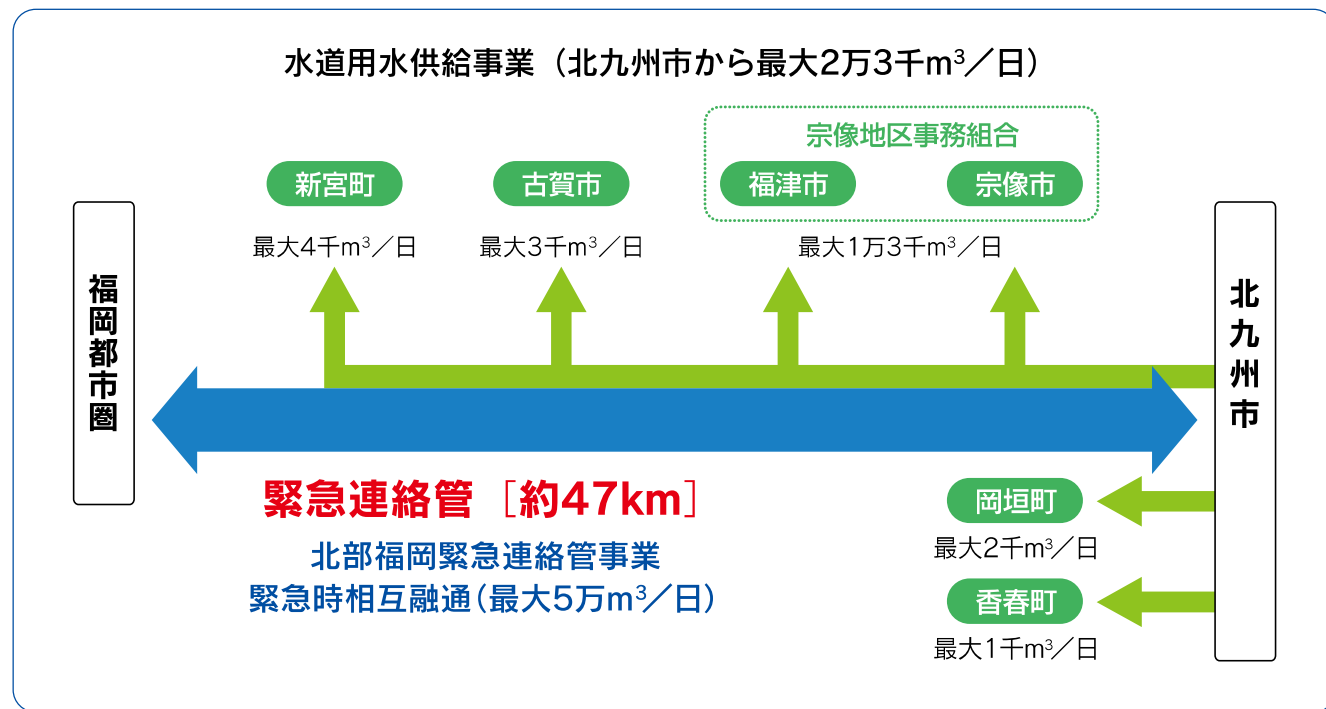 水道用水供給事業（北九州市から最大2万3千m³／日）
宗像地区事務組合
新宮町
古賀市
福津市
宗像市
最大4千m³／日
最大3千m³／日
最大1万3千m³／日
福岡都市圏
北九州市
緊急連絡管［約47km］
北部福岡緊急連絡管事業
緊急時相互融通（最大5万m³／日）
岡垣町
最大2千m³／日
香春町
最大1千m³／日